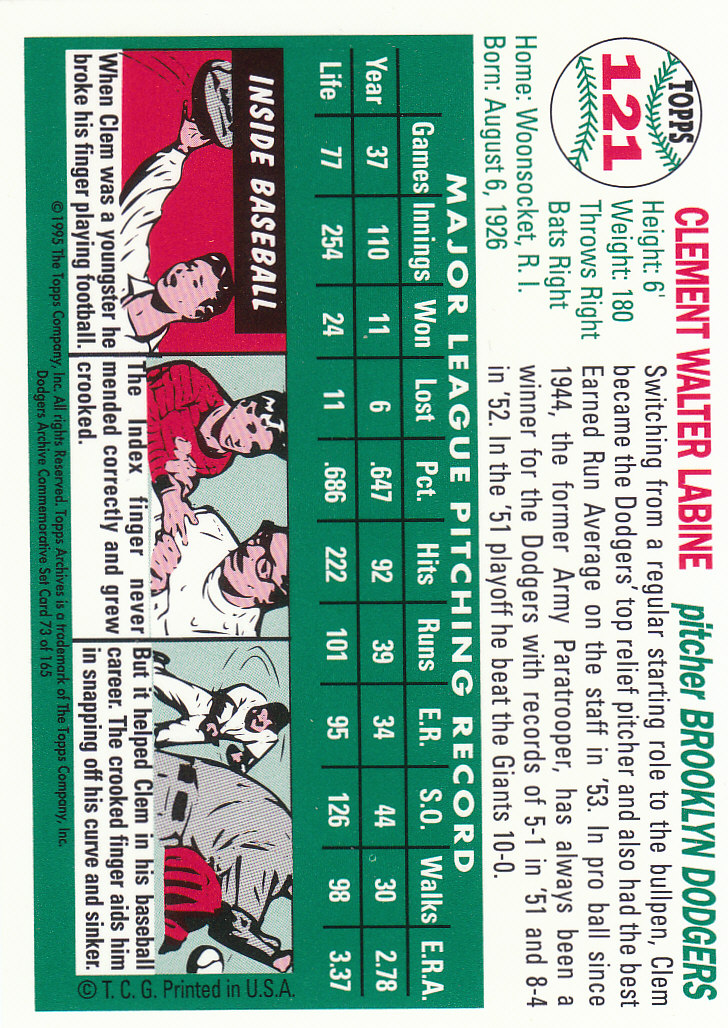 TOPPS
121
CLEMENT WALTER LABINE pitcher BROOKLYN DODGERS
Height: 6'
Weight: 180
Throws Right
Bats Right
Home: Woonsocket, R. I.
Born: August 6, 1926
Switching from a regular starting role to the bullpen, Clem
became the Dodgers' top relief pitcher and also had the best
Earned Run Average on the staff in '53. In pro ball since
1944, the former Army Paratrooper, has always been a
winner for the Dodgers with records of 5-1 in '51 and 8-4
in '52. In the '51 playoff he beat the Giants 10-0.
MAJOR LEAGUE PITCHING RECORD
Games Innings Won Lost Pct. Hits Runs E.R. S.O. Walks E.R.A.
Year 37 110 11 6 .647 92 39 34 44 30 2.78
Life 77 254 24 11 .686 222 101 95 126 98 3.37
INSIDE BASEBALL
When Clem was a youngster he
broke his finger playing football.
The Index finger never
mended correctly and grew
crooked.
But it helped Clem in his baseball
career. The crooked finger aids him
in snapping off his curve and sinker.
© T. C. G. Printed in U.S.A.
© 1995 The Topps Company, Inc. All rights Reserved. Topps Archives is a trademark of The Topps Company, Inc.
Dodgers Archive Commemorative Set Card 73 of 165